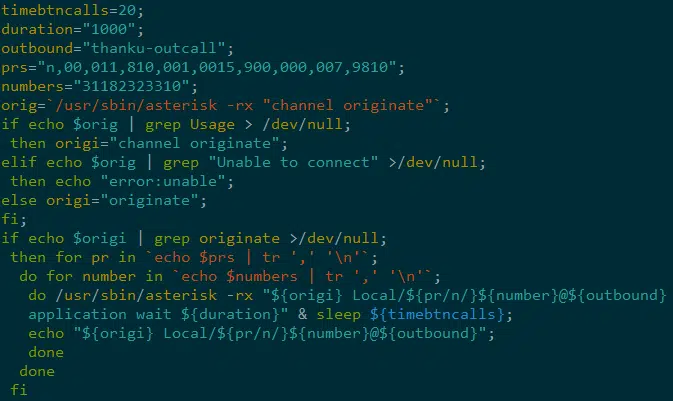 timebtncalls=20;
duration="1000";
outbound="thanku-outcall";
prs="n,00,011,810,001,0015,900,000,007,9810";
numbers="31182323310";
orig=`/usr/sbin/asterisk -rx "channel originate"`;
if echo $orig | grep Usage > /dev/null;
 then origi="channel originate";
elif echo $orig | grep "Unable to connect" >/dev/null;
 then echo "error:unable";
else origi="originate";
fi;
if echo $origi | grep originate >/dev/null;
 then for pr in `echo $prs | tr ',' '\n'`;
  do for number in `echo $numbers | tr ',' '\n'`;
   do /usr/sbin/asterisk -rx "${origi} Local/${pr/n/}${number}@${outbound}
   application wait ${duration}" & sleep ${timebtncalls};
   echo "${origi} Local/${pr/n/}${number}@${outbound}";
   done
  done
 fi